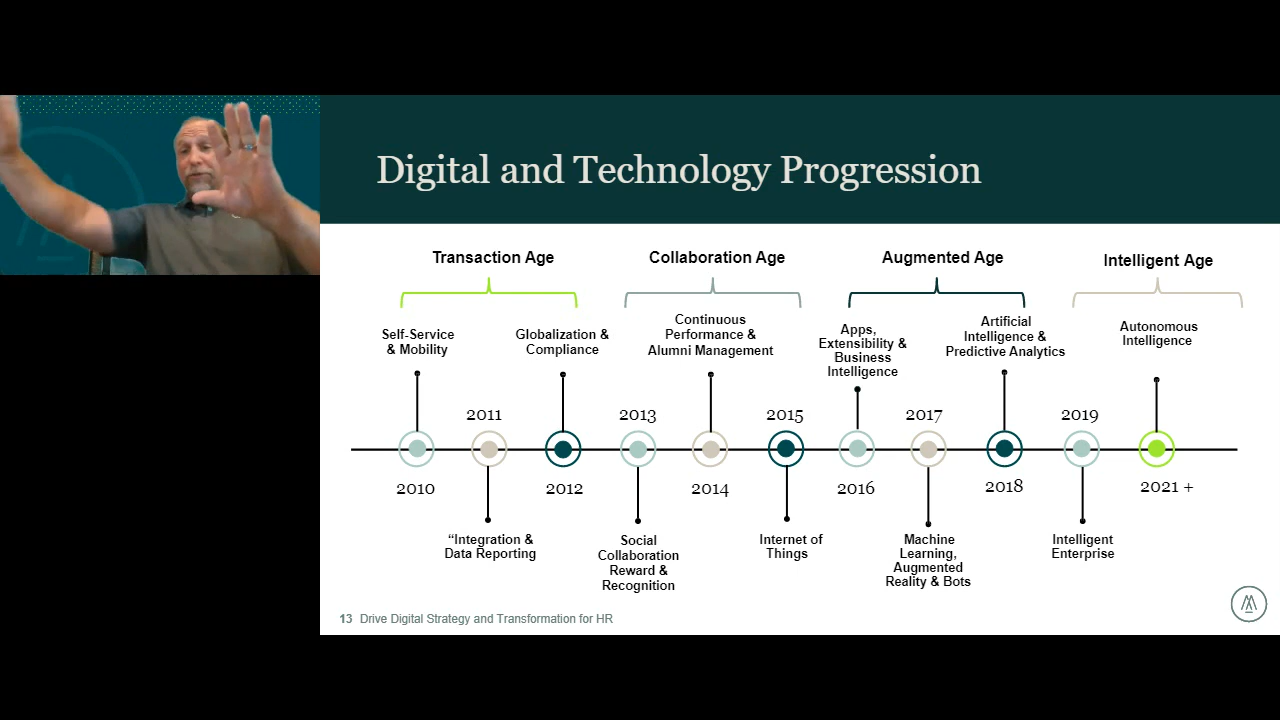 Digital and Technology Progression
Transaction Age
Collaboration Age
Augmented Age
Intelligent Age
Self-Service
& Mobility
Globalization &
Compliance
Continuous
Performance &
Alumni Management
Apps,
Extensibility &
Business
Intelligence
Artificial
Intelligence &
Predictive Analytics
Autonomous
Intelligence
2011
2013
2015
2017
2019
2010
2012
2014
2016
2018
2021 +
“Integration &
Data Reporting
Social
Collaboration
Reward &
Recognition
Internet of
Things
Machine
Learning,
Augmented
Reality & Bots
Intelligent
Enterprise
13 Drive Digital Strategy and Transformation for HR